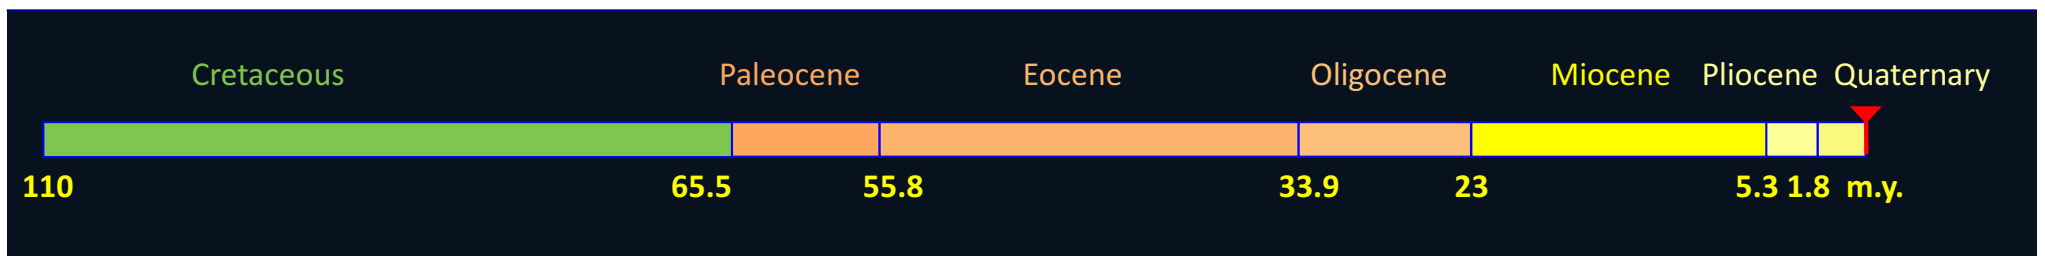 Cretaceous Paleocene Eocene Oligocene Miocene Pliocene Quaternary
110 65.5 55.8 33.9 23 5.3 1.8 m.y.